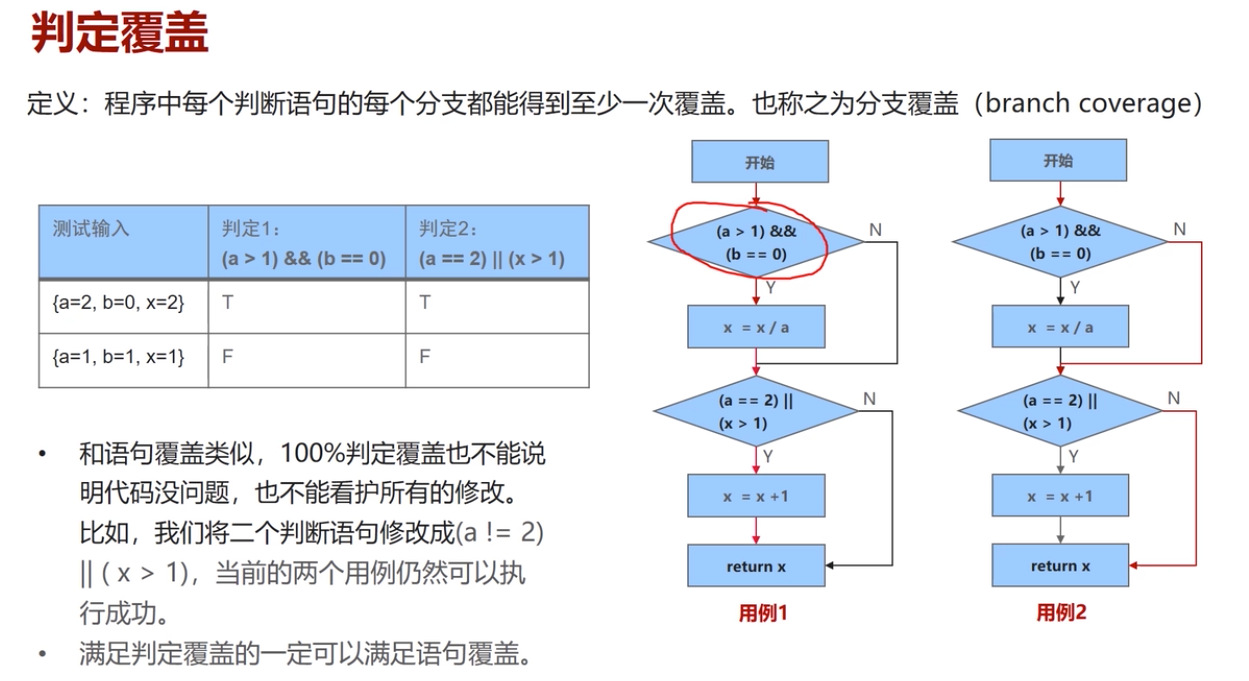 判定覆盖
定义：程序中每个判断语句的每个分支都能得到至少一次覆盖。也称之为分支覆盖（branch coverage）
测试输入
判定1：
(a > 1) && (b == 0)
判定2：
(a == 2) || (x > 1)
{a=2, b=0, x=2}
T
T
{a=1, b=1, x=1}
F
F
和语句覆盖类似，100%判定覆盖也不能说
明代码没问题，也不能看护所有的修改。
比如，我们将二个判断语句修改成(a != 2)
|| ( x > 1)，当前的两个用例仍然可以执
行成功。
满足判定覆盖的一定可以满足语句覆盖。
开始
(a > 1) &&
(b == 0)
N
Y
x = x / a
(a == 2) ||
(x > 1)
N
Y
x = x +1
return x
用例1
开始
(a > 1) &&
(b == 0)
N
Y
x = x / a
(a == 2) ||
(x > 1)
N
Y
x = x +1
return x
用例2